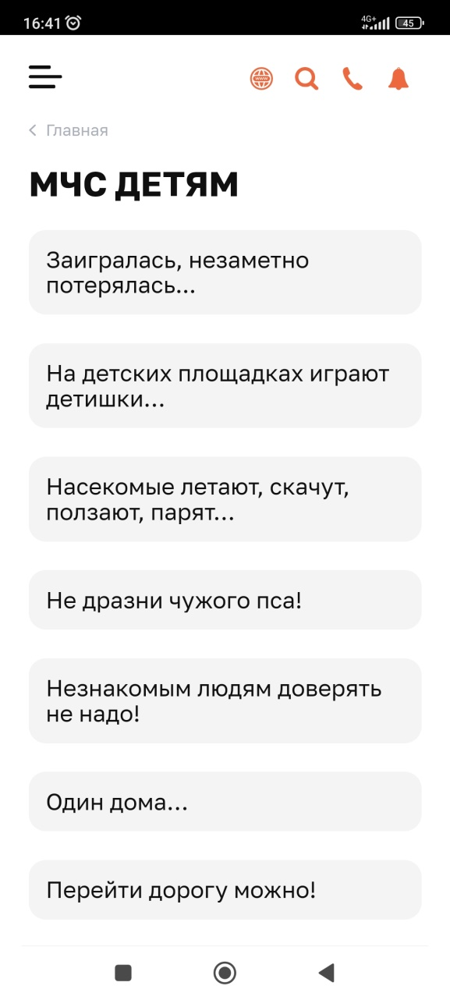 16:41
4G+
45
www
Главная
МЧС ДЕТЯМ
Заигралась, незаметно
потерялась...
На детских площадках играют
детишки...
Насекомые летают, скачут,
ползают, парят...
Не дразни чужого пса!
Незнакомым людям доверять
не надо!
Один дома...
Перейти дорогу можно!